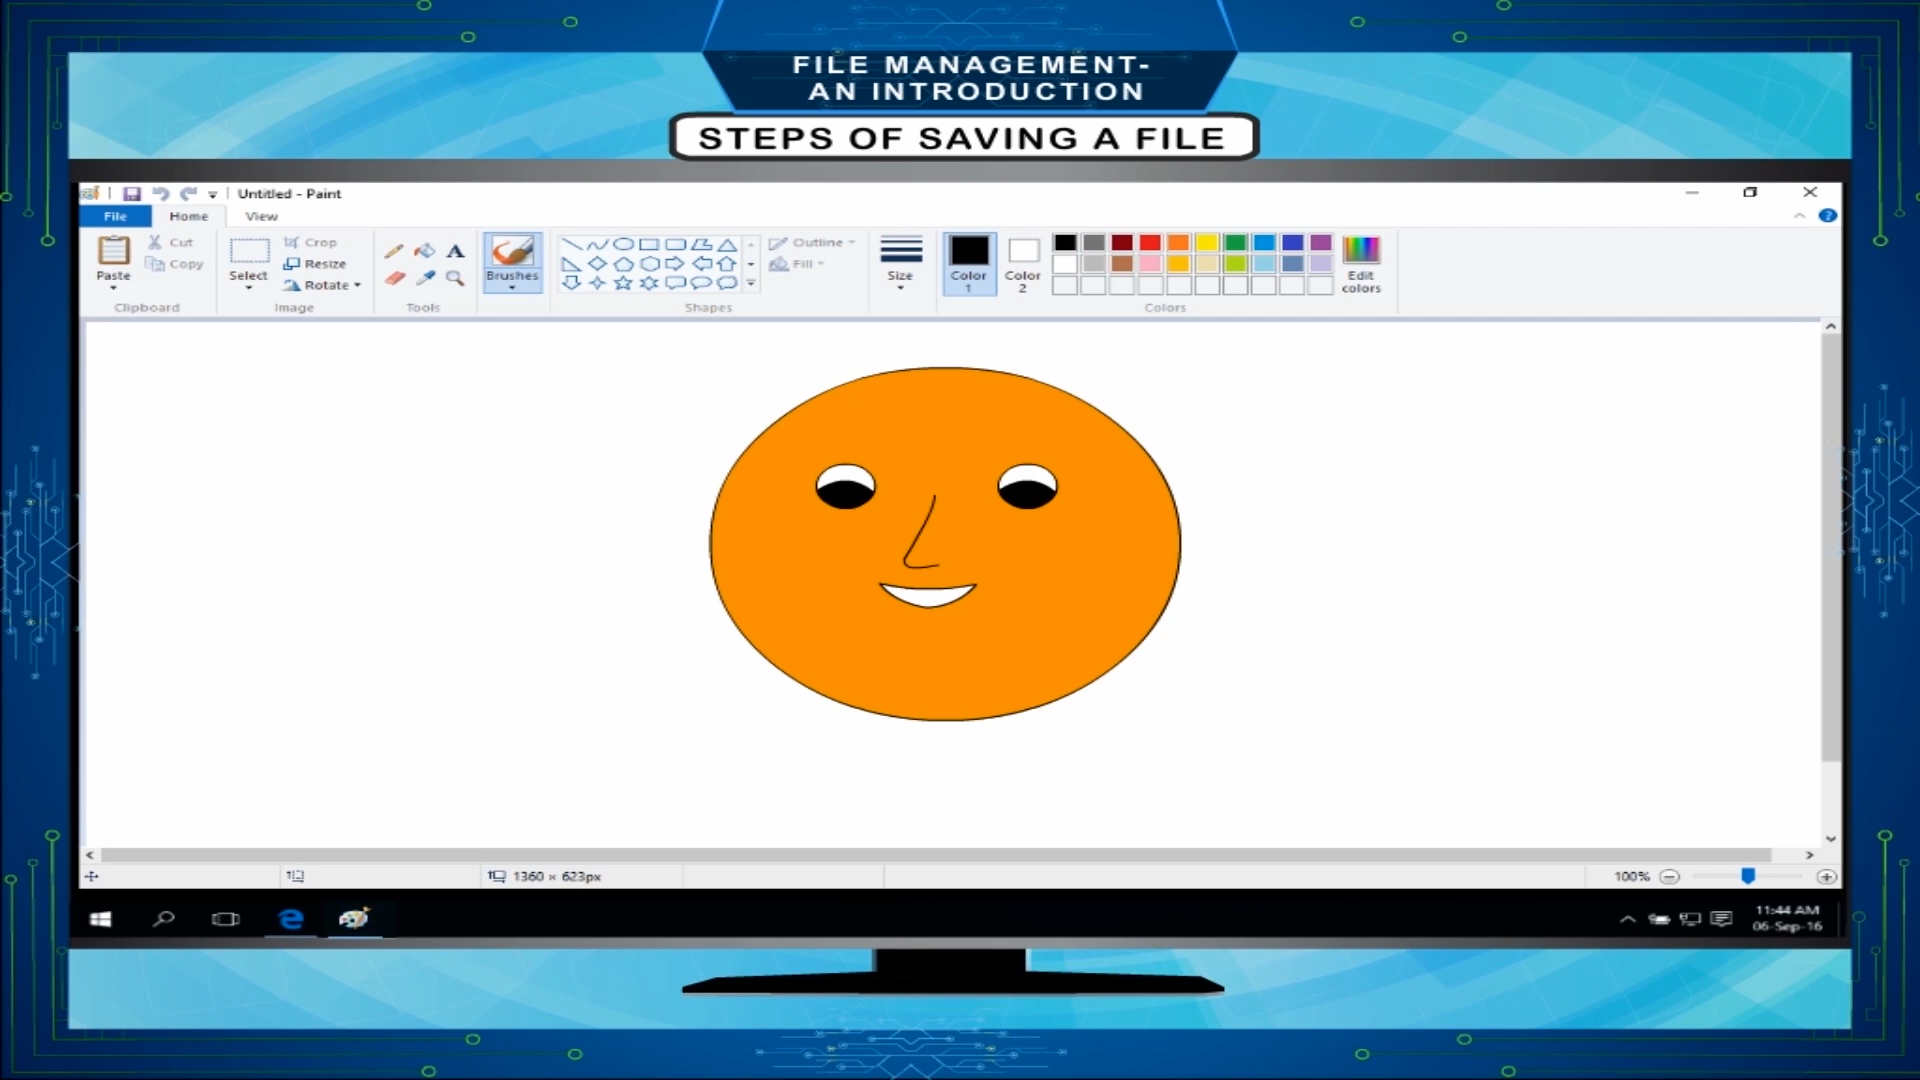 FILE MANAGEMENT-
AN INTRODUCTION
STEPS OF SAVING A FILE
Untitled - Paint
File Home View
Cut Crop Outline
Copy Resize Fill
Paste Select Rotate A Brushes Size Color 1 Color 2 Edit colors
Clipboard Image Tools Shapes Colors
1360 × 623px 100%
11:44 AM
06-Sep-16